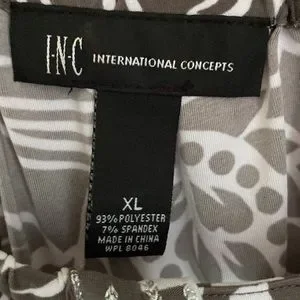 I·N·C INTERNATIONAL CONCEPTS
XL
93% POLYESTER
7% SPANDEX
MADE IN CHINA
WPL 8046